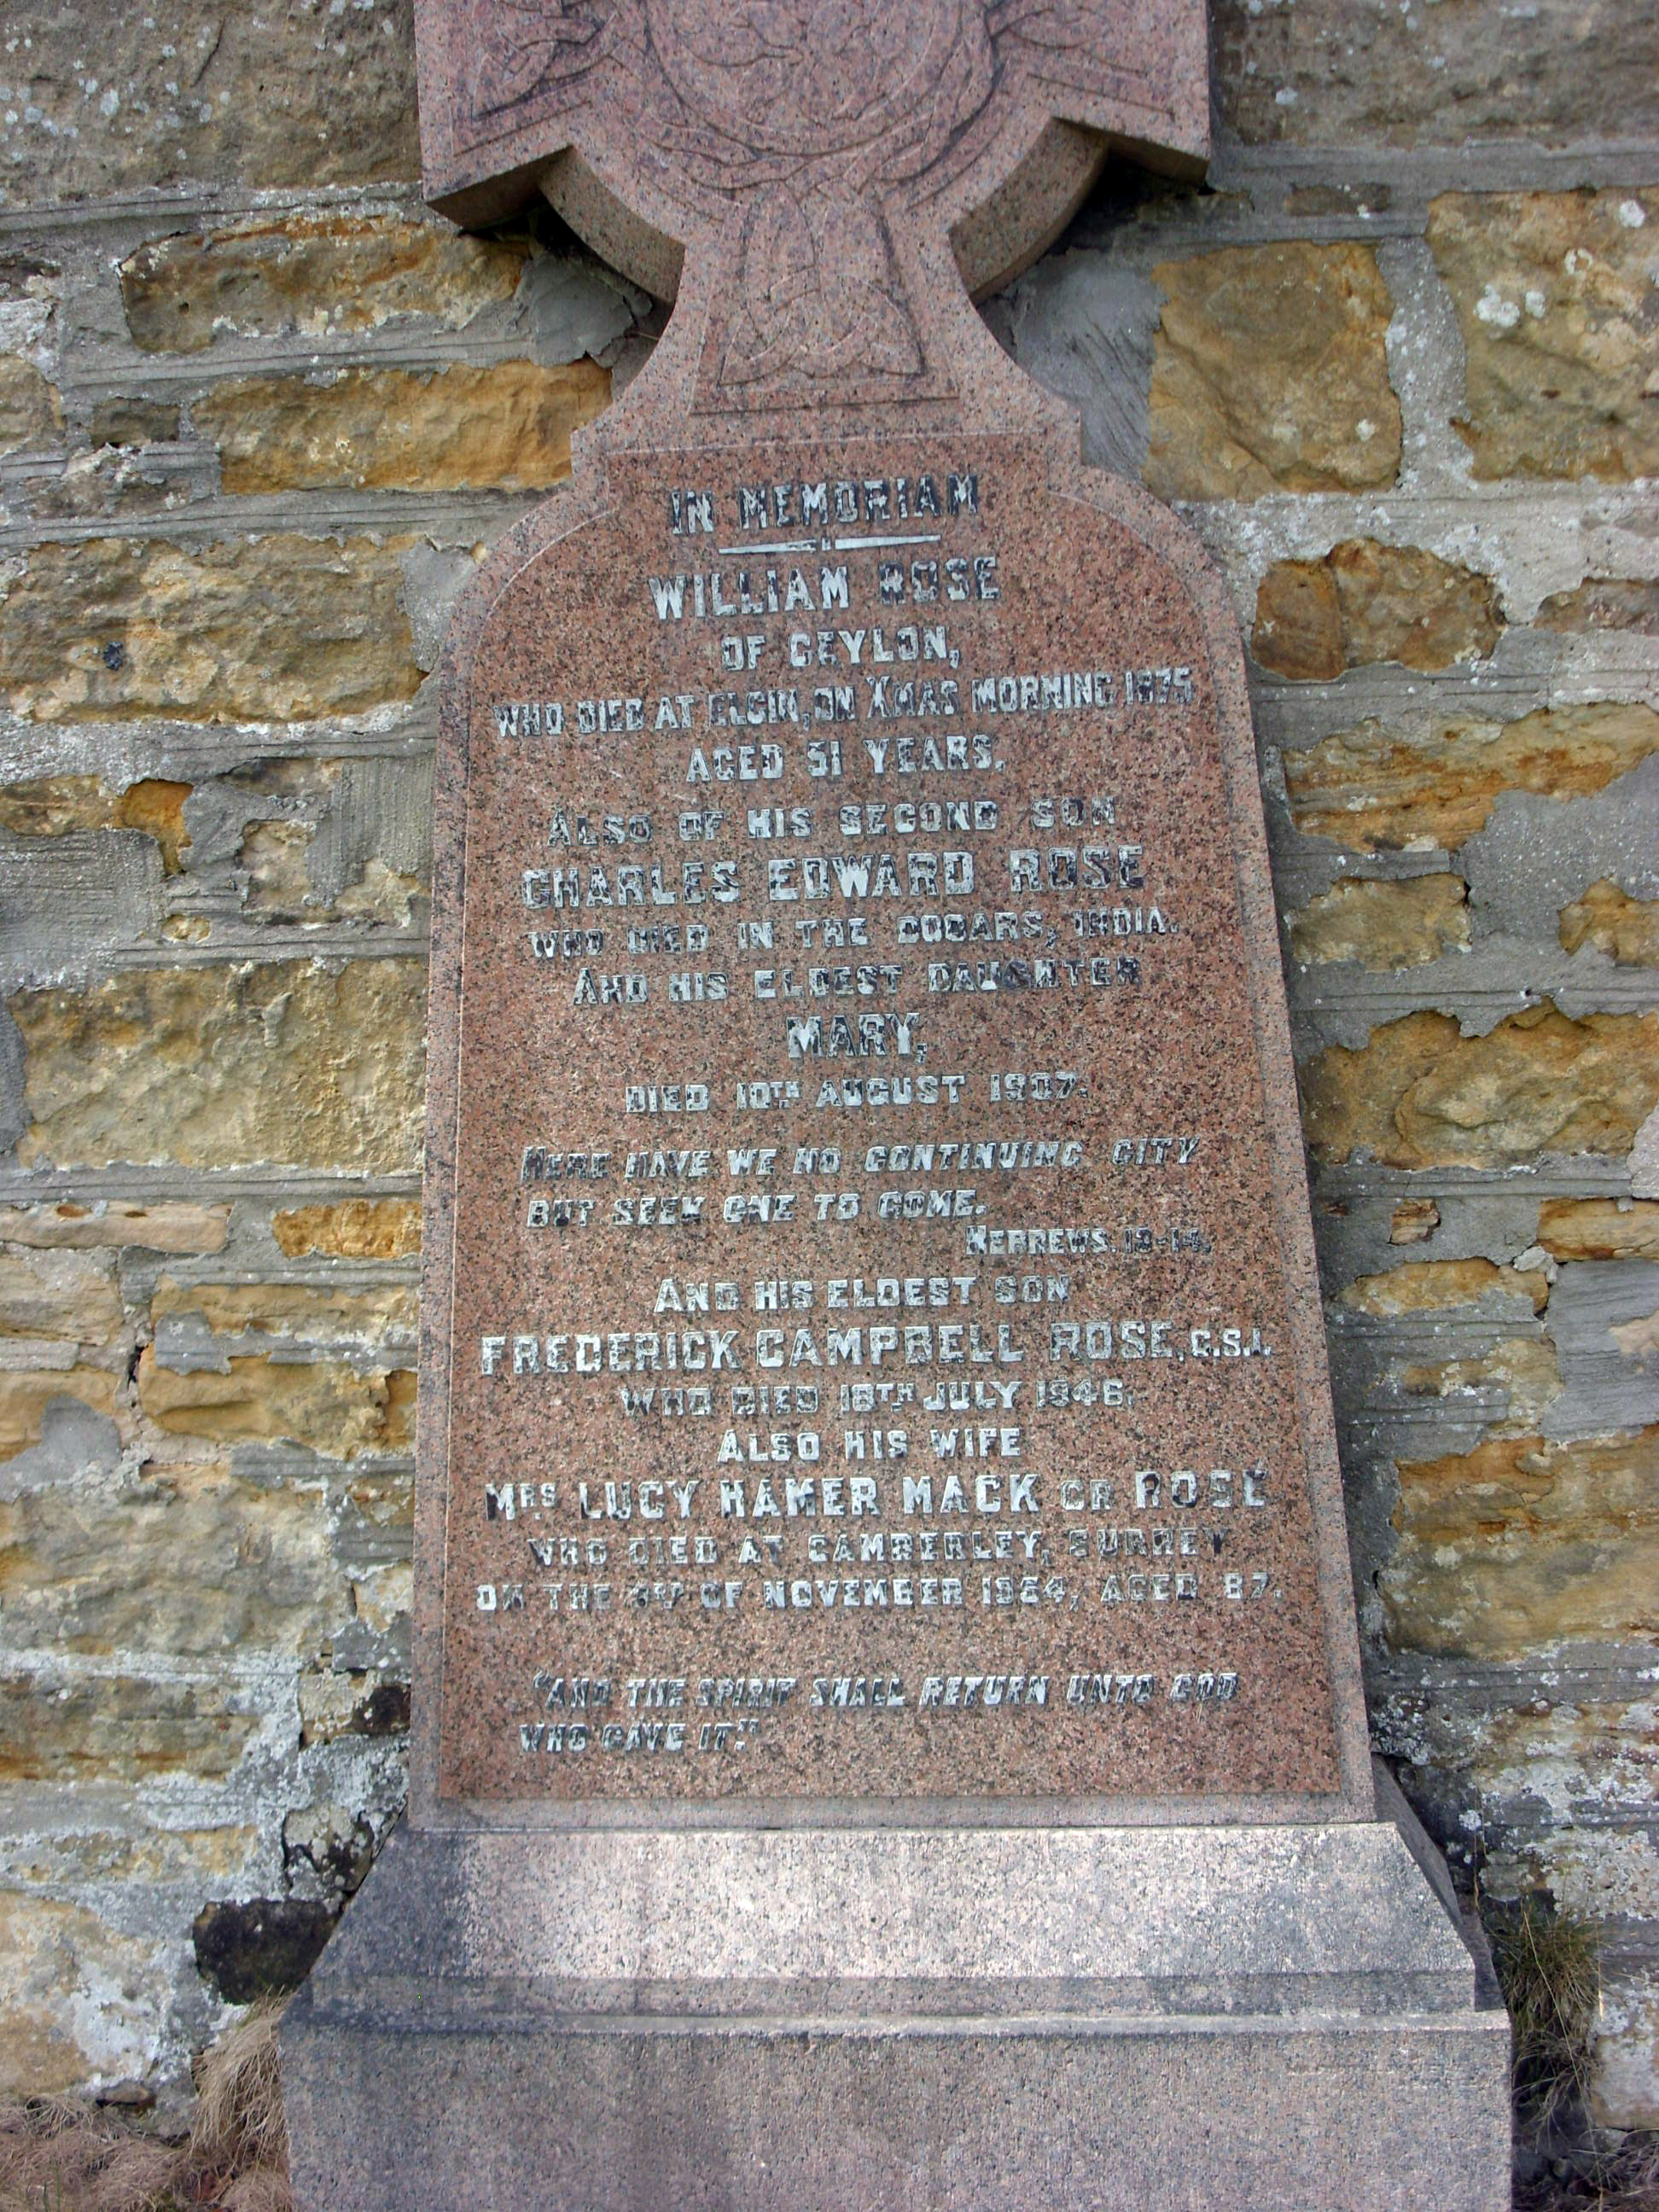 IN MEMORIAM
WILLIAM ROSE
OF CEYLON,
WHO DIED AT ELGIN, ON XMAS MORNING 1875
AGED 51 YEARS.
ALSO OF HIS SECOND SON
CHARLES EDWARD ROSE
WHO DIED IN THE DOOARS, INDIA.
AND HIS ELDEST DAUGHTER
MARY,
DIED 10TH AUGUST 1907.
HERE HAVE WE NO CONTINUING CITY
BUT SEEK ONE TO COME.
HEBREWS. 13-14.
AND HIS ELDEST SON
FREDERICK CAMPBELL ROSE, C.S.I.
WHO DIED 18TH JULY 1946,
ALSO HIS WIFE
MRS LUCY HAMER MACK OR ROSE
WHO DIED AT CAMBERLEY, SURREY
ON THE OF NOVEMBER 1954, AGED 87.
"AND THE SPIRIT SHALL RETURN UNTO GOD
WHO GAVE IT."